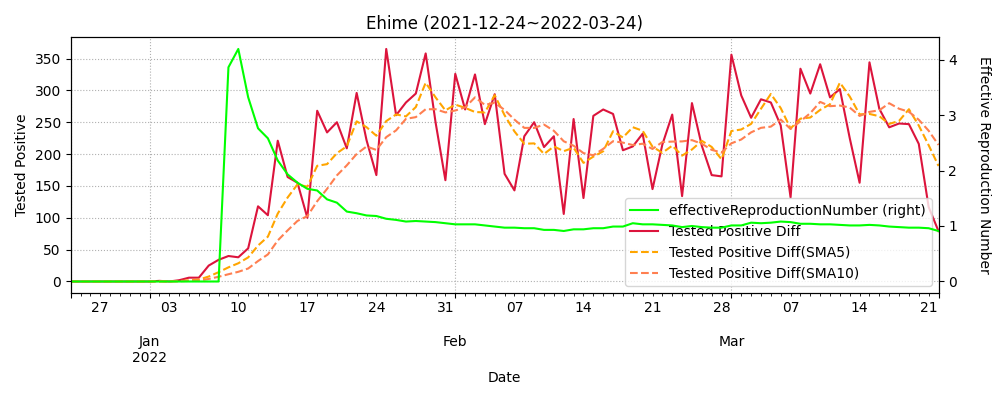 Ehime (2021-12-24~2022-03-24)
Tested Positive
350
300
250
200
150
100
50
0
4
3
2
1
0
Effective Reproduction Number
effectiveReproductionNumber (right)
Tested Positive Diff
Tested Positive Diff(SMA5)
Tested Positive Diff(SMA10)
27 03 10 17 24 31 07 14 21 28 07 14 21
Jan Feb Mar
2022
Date